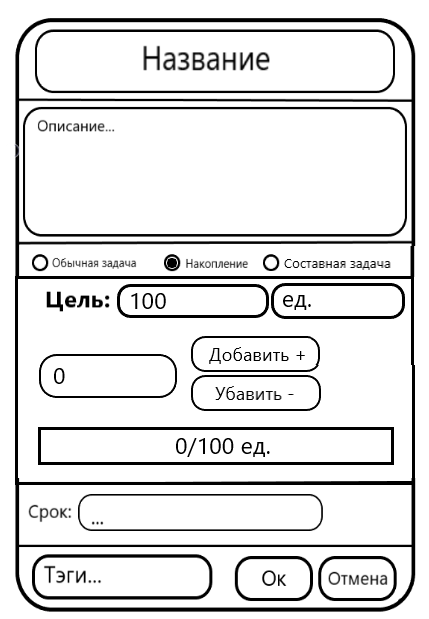 Название
Описание...
Обычная задача Накопление Составная задача
Цель: 100 ед.
Добавить +
0
Убавить -
0/100 ед.
Срок: ...
Тэги... Ок Отмена